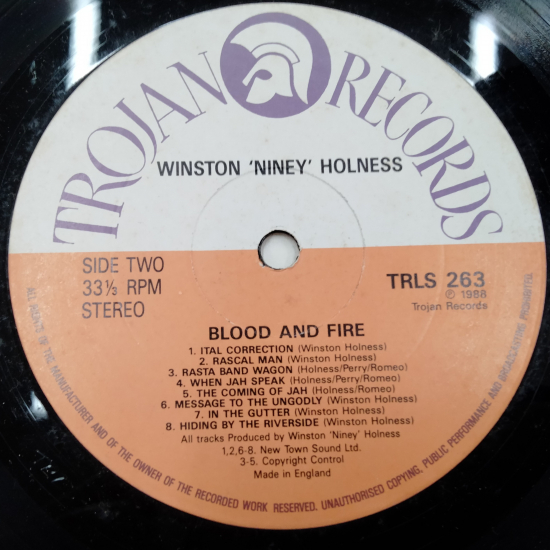 TROJAN RECORDS
WINSTON 'NINEY' HOLNESS
SIDE TWO
33⅓ RPM
STEREO
TRLS 263
℗ 1988
Trojan Records
BLOOD AND FIRE
1. ITAL CORRECTION (Winston Holness)
2. RASCAL MAN (Winston Holness)
3. RASTA BAND WAGON (Holness/Perry/Romeo)
4. WHEN JAH SPEAK (Holness/Perry/Romeo)
5. THE COMING OF JAH (Holness/Romeo)
6. MESSAGE TO THE UNGODLY (Winston Holness)
7. IN THE GUTTER (Winston Holness)
8. HIDING BY THE RIVERSIDE (Winston Holness)
All tracks Produced by Winston 'Niney' Holness
1,2,6-8. New Town Sound Ltd.
3-5. Copyright Control
Made in England
ALL RIGHTS OF THE MANUFACTURER AND OF THE OWNER OF THE RECORDED WORK RESERVED. UNAUTHORISED COPYING, PUBLIC PERFORMANCE AND BROADCASTING PROHIBITED.